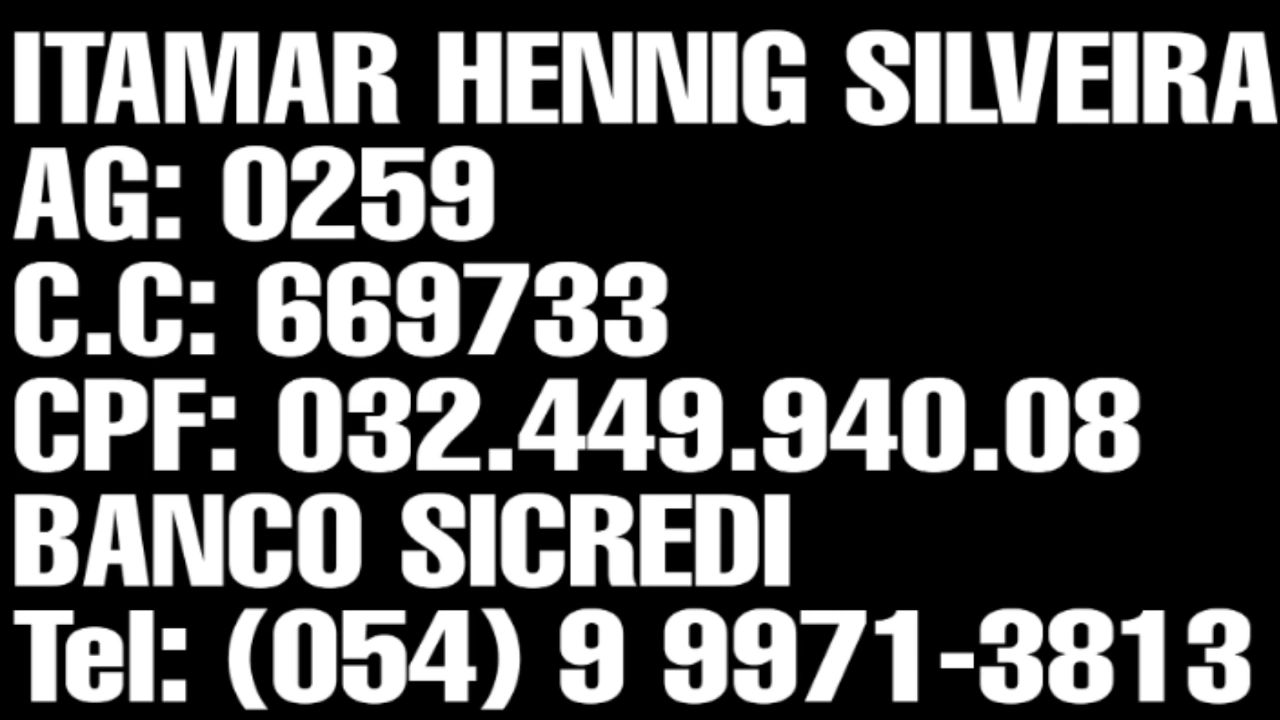 ITAMAR HENNIG SILVEIRA
AG: 0259
C.C: 669733
CPF: 032.449.940.08
BANCO SICREDI
Tel: (054) 9 9971-3813